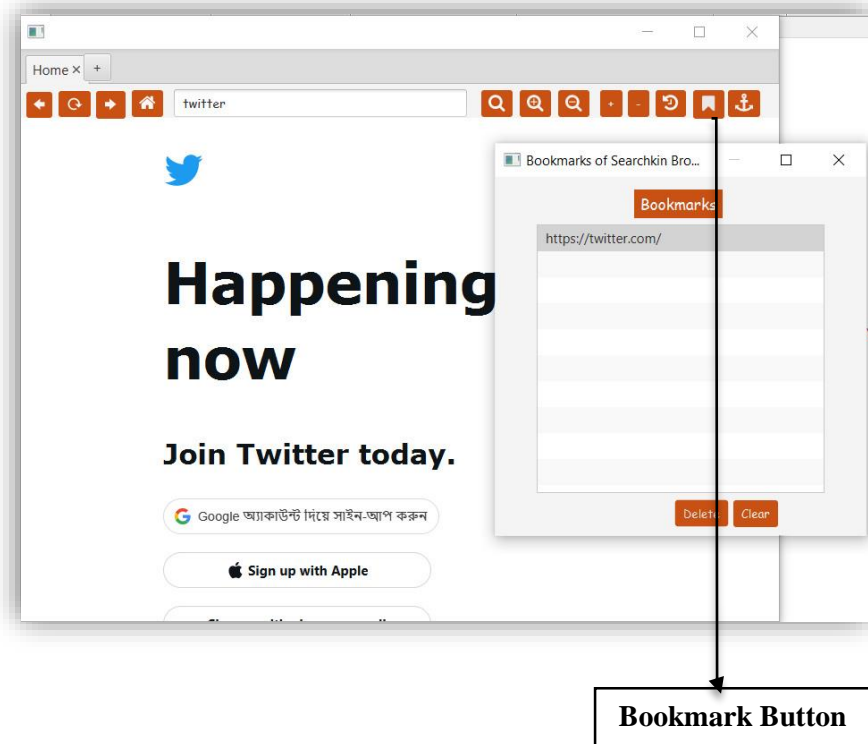 Home × +
twitter
+ -
Bookmarks of Searchkin Bro...
Bookmarks
https://twitter.com/
Happening
now
Join Twitter today.
Google অ্যাকাউন্ট দিয়ে সাইন-আপ করুন
Sign up with Apple
Delete Clear
Bookmark Button